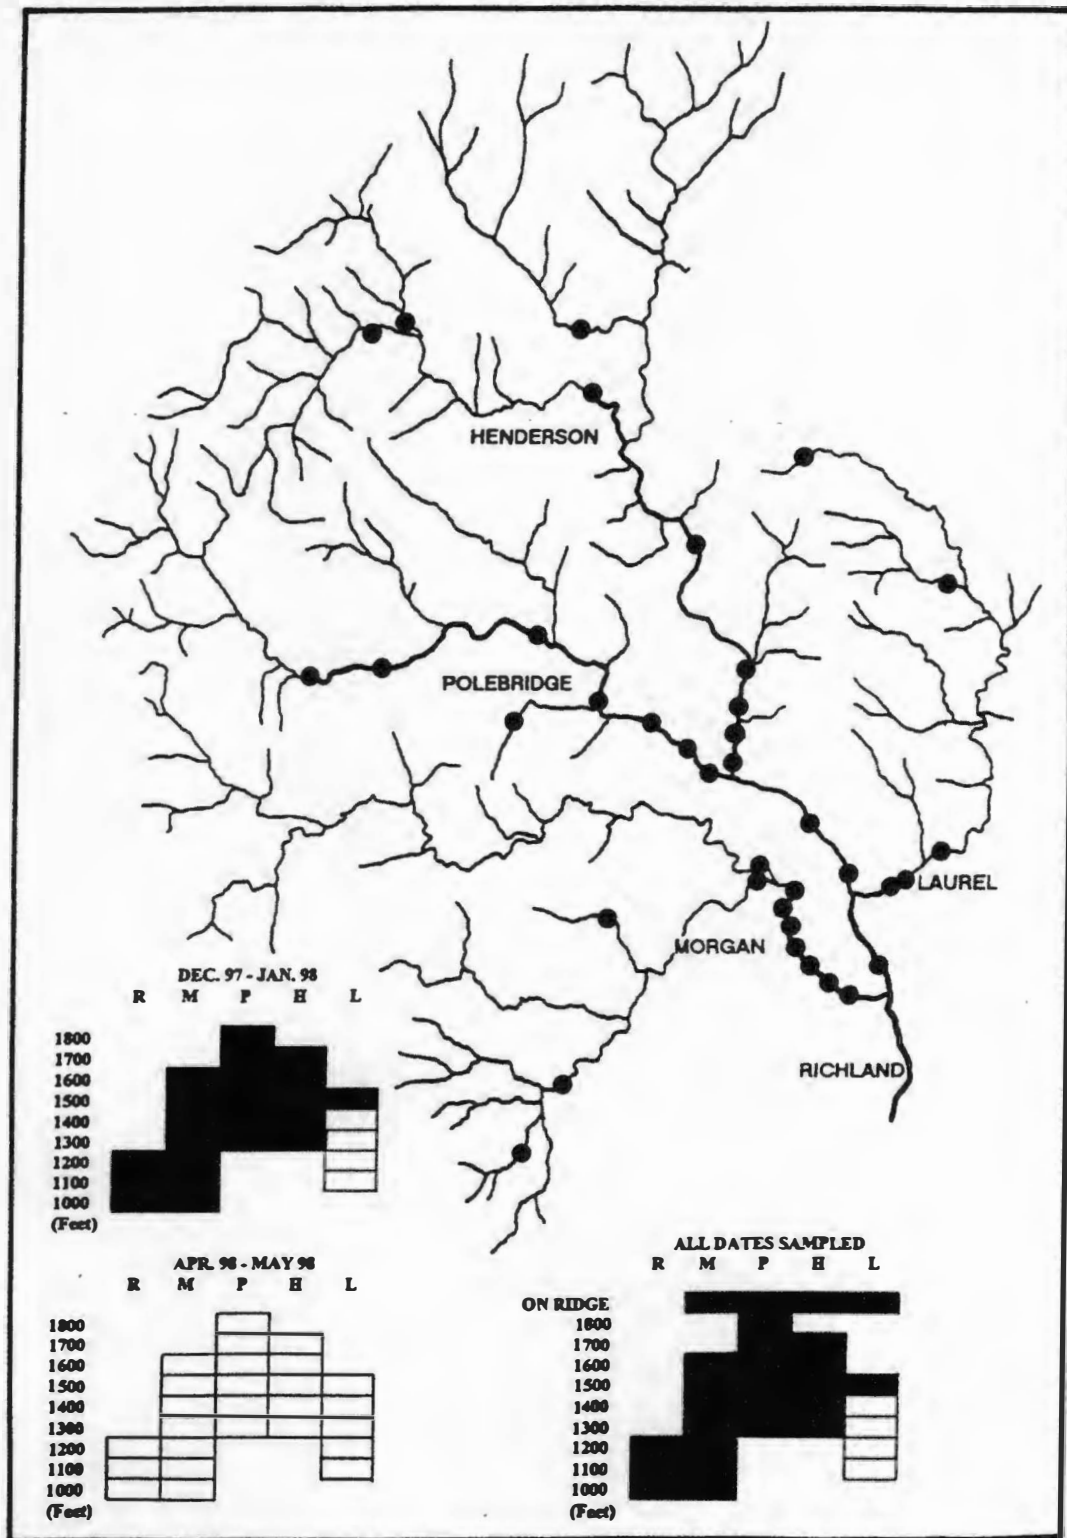 HENDERSON
POLEBRIDGE
LAUREL
MORGAN
RICHLAND
DEC. 97 - JAN. 98
R M P H L
1800
1700
1600
1500
1400
1300
1200
1100
1000
(Feet)
APR. 98 - MAY 98
R M P H L
1800
1700
1600
1500
1400
1300
1200
1100
1000
(Feet)
ALL DATES SAMPLED
R M P H L
ON RIDGE
1800
1700
1600
1500
1400
1300
1200
1100
1000
(Feet)